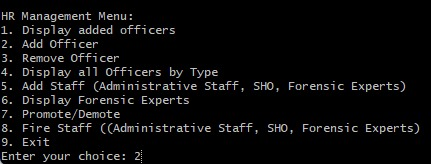 HR Management Menu:
1. Display added officers
2. Add Officer
3. Remove Officer
4. Display all Officers by Type
5. Add Staff (Administrative Staff, SHO, Forensic Experts)
6. Display Forensic Experts
7. Promote/Demote
8. Fire Staff ((Administrative Staff, SHO, Forensic Experts)
9. Exit
Enter your choice: 2